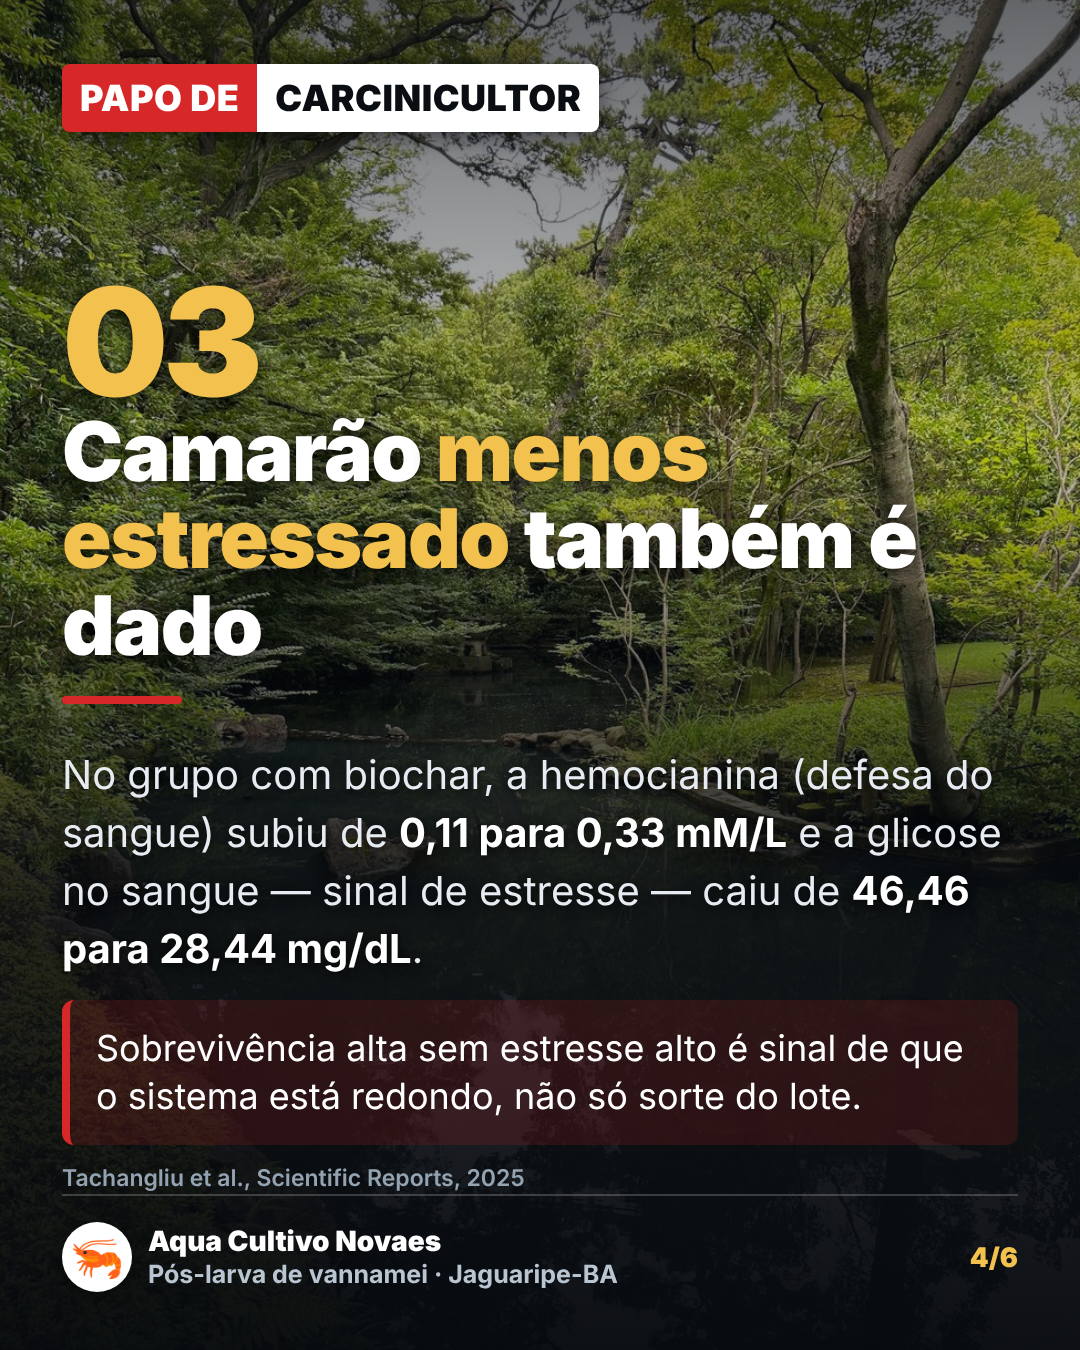 PAPO DE CARCINICULTOR
03
Camarão menos
estressado também é
dado
No grupo com biochar, a hemocianina (defesa do
sangue) subiu de 0,11 para 0,33 mM/L e a glicose
no sangue — sinal de estresse — caiu de 46,46
para 28,44 mg/dL.
Sobrevivência alta sem estresse alto é sinal de que
o sistema está redondo, não só sorte do lote.
Tachangliu et al., Scientific Reports, 2025
Aqua Cultivo Novaes
Pós-larva de vannamei · Jaguaripe-BA
4/6